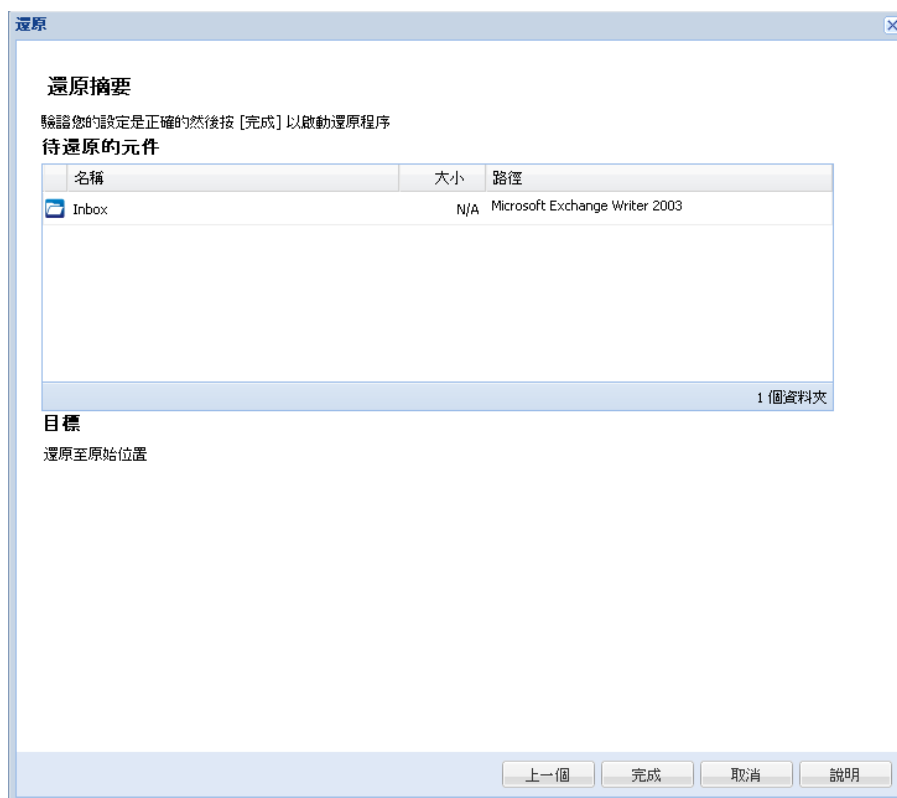 還原
還原摘要
驗證您的設定是正確的然後按 [完成] 以啟動還原程序
待還原的元件
名稱 大小 路徑
Inbox N/A Microsoft Exchange Writer 2003
1 個資料夾
目標
還原至原始位置
上一個 完成 取消 說明